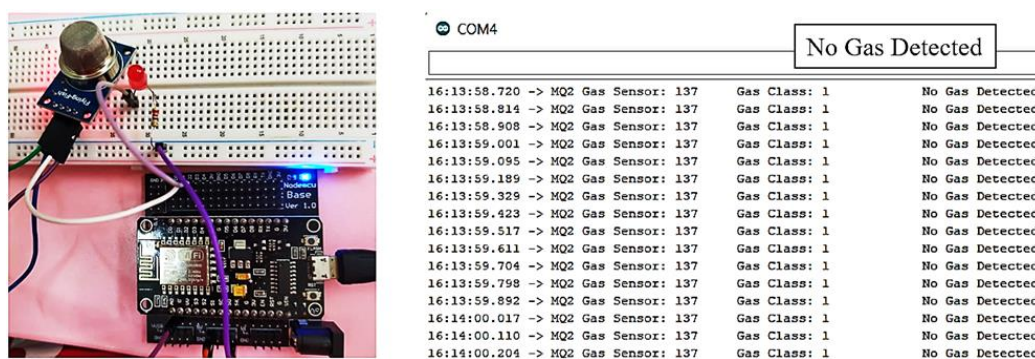 Flying-Fish
Nodemcu
Base
Ver 1.0
WiFi
COM4
No Gas Detected
16:13:58.720 -> MQ2 Gas Sensor: 137 Gas Class: 1 No Gas Detected
16:13:58.814 -> MQ2 Gas Sensor: 137 Gas Class: 1 No Gas Detected
16:13:58.908 -> MQ2 Gas Sensor: 137 Gas Class: 1 No Gas Detected
16:13:59.001 -> MQ2 Gas Sensor: 137 Gas Class: 1 No Gas Detected
16:13:59.095 -> MQ2 Gas Sensor: 137 Gas Class: 1 No Gas Detected
16:13:59.189 -> MQ2 Gas Sensor: 137 Gas Class: 1 No Gas Detected
16:13:59.329 -> MQ2 Gas Sensor: 137 Gas Class: 1 No Gas Detected
16:13:59.423 -> MQ2 Gas Sensor: 137 Gas Class: 1 No Gas Detected
16:13:59.517 -> MQ2 Gas Sensor: 137 Gas Class: 1 No Gas Detected
16:13:59.611 -> MQ2 Gas Sensor: 137 Gas Class: 1 No Gas Detected
16:13:59.704 -> MQ2 Gas Sensor: 137 Gas Class: 1 No Gas Detected
16:13:59.798 -> MQ2 Gas Sensor: 137 Gas Class: 1 No Gas Detected
16:13:59.892 -> MQ2 Gas Sensor: 137 Gas Class: 1 No Gas Detected
16:14:00.017 -> MQ2 Gas Sensor: 137 Gas Class: 1 No Gas Detected
16:14:00.110 -> MQ2 Gas Sensor: 137 Gas Class: 1 No Gas Detected
16:14:00.204 -> MQ2 Gas Sensor: 137 Gas Class: 1 No Gas Detected